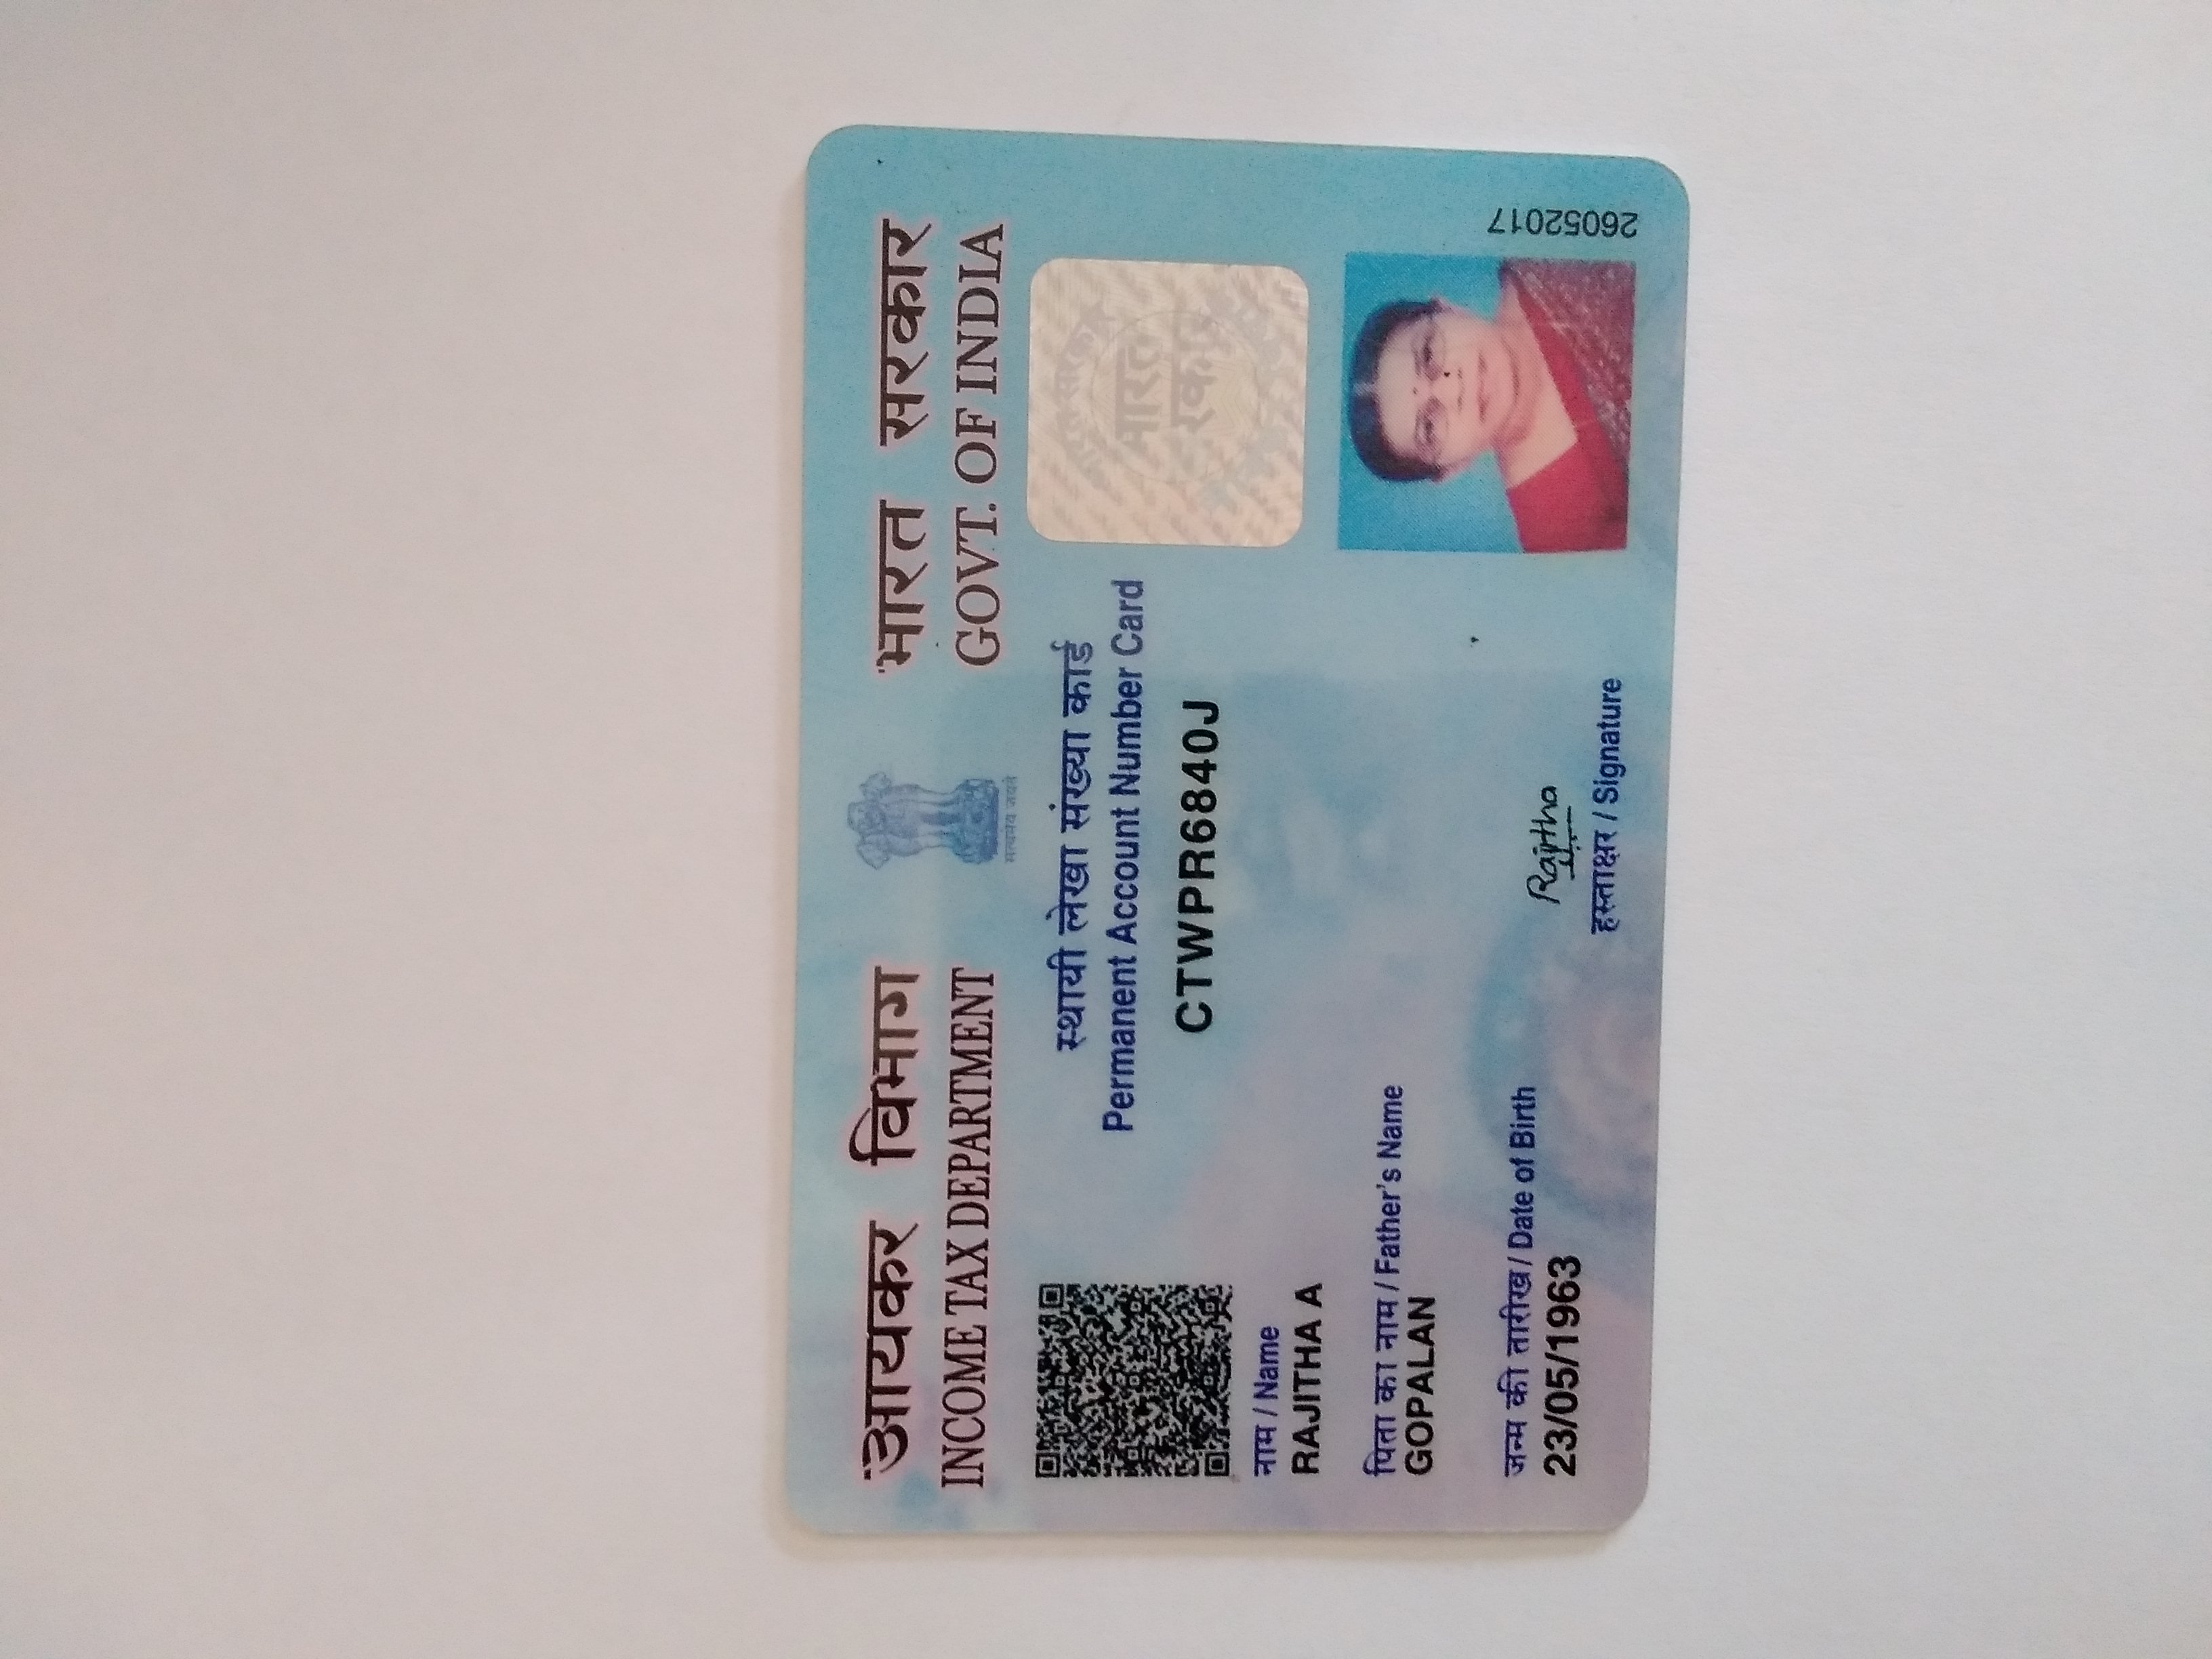 आयकर विभाग
INCOME TAX DEPARTMENT
सत्यमेव जयते
भारत सरकार
GOVT. OF INDIA
स्थायी लेखा संख्या कार्ड
Permanent Account Number Card
CTWPR6840J
नाम / Name
RAJITHA A
पिता का नाम / Father's Name
GOPALAN
जन्म की तारीख / Date of Birth
23/05/1963
Rajitha
हस्ताक्षर / Signature
26052017
भारत सरकार
भारत